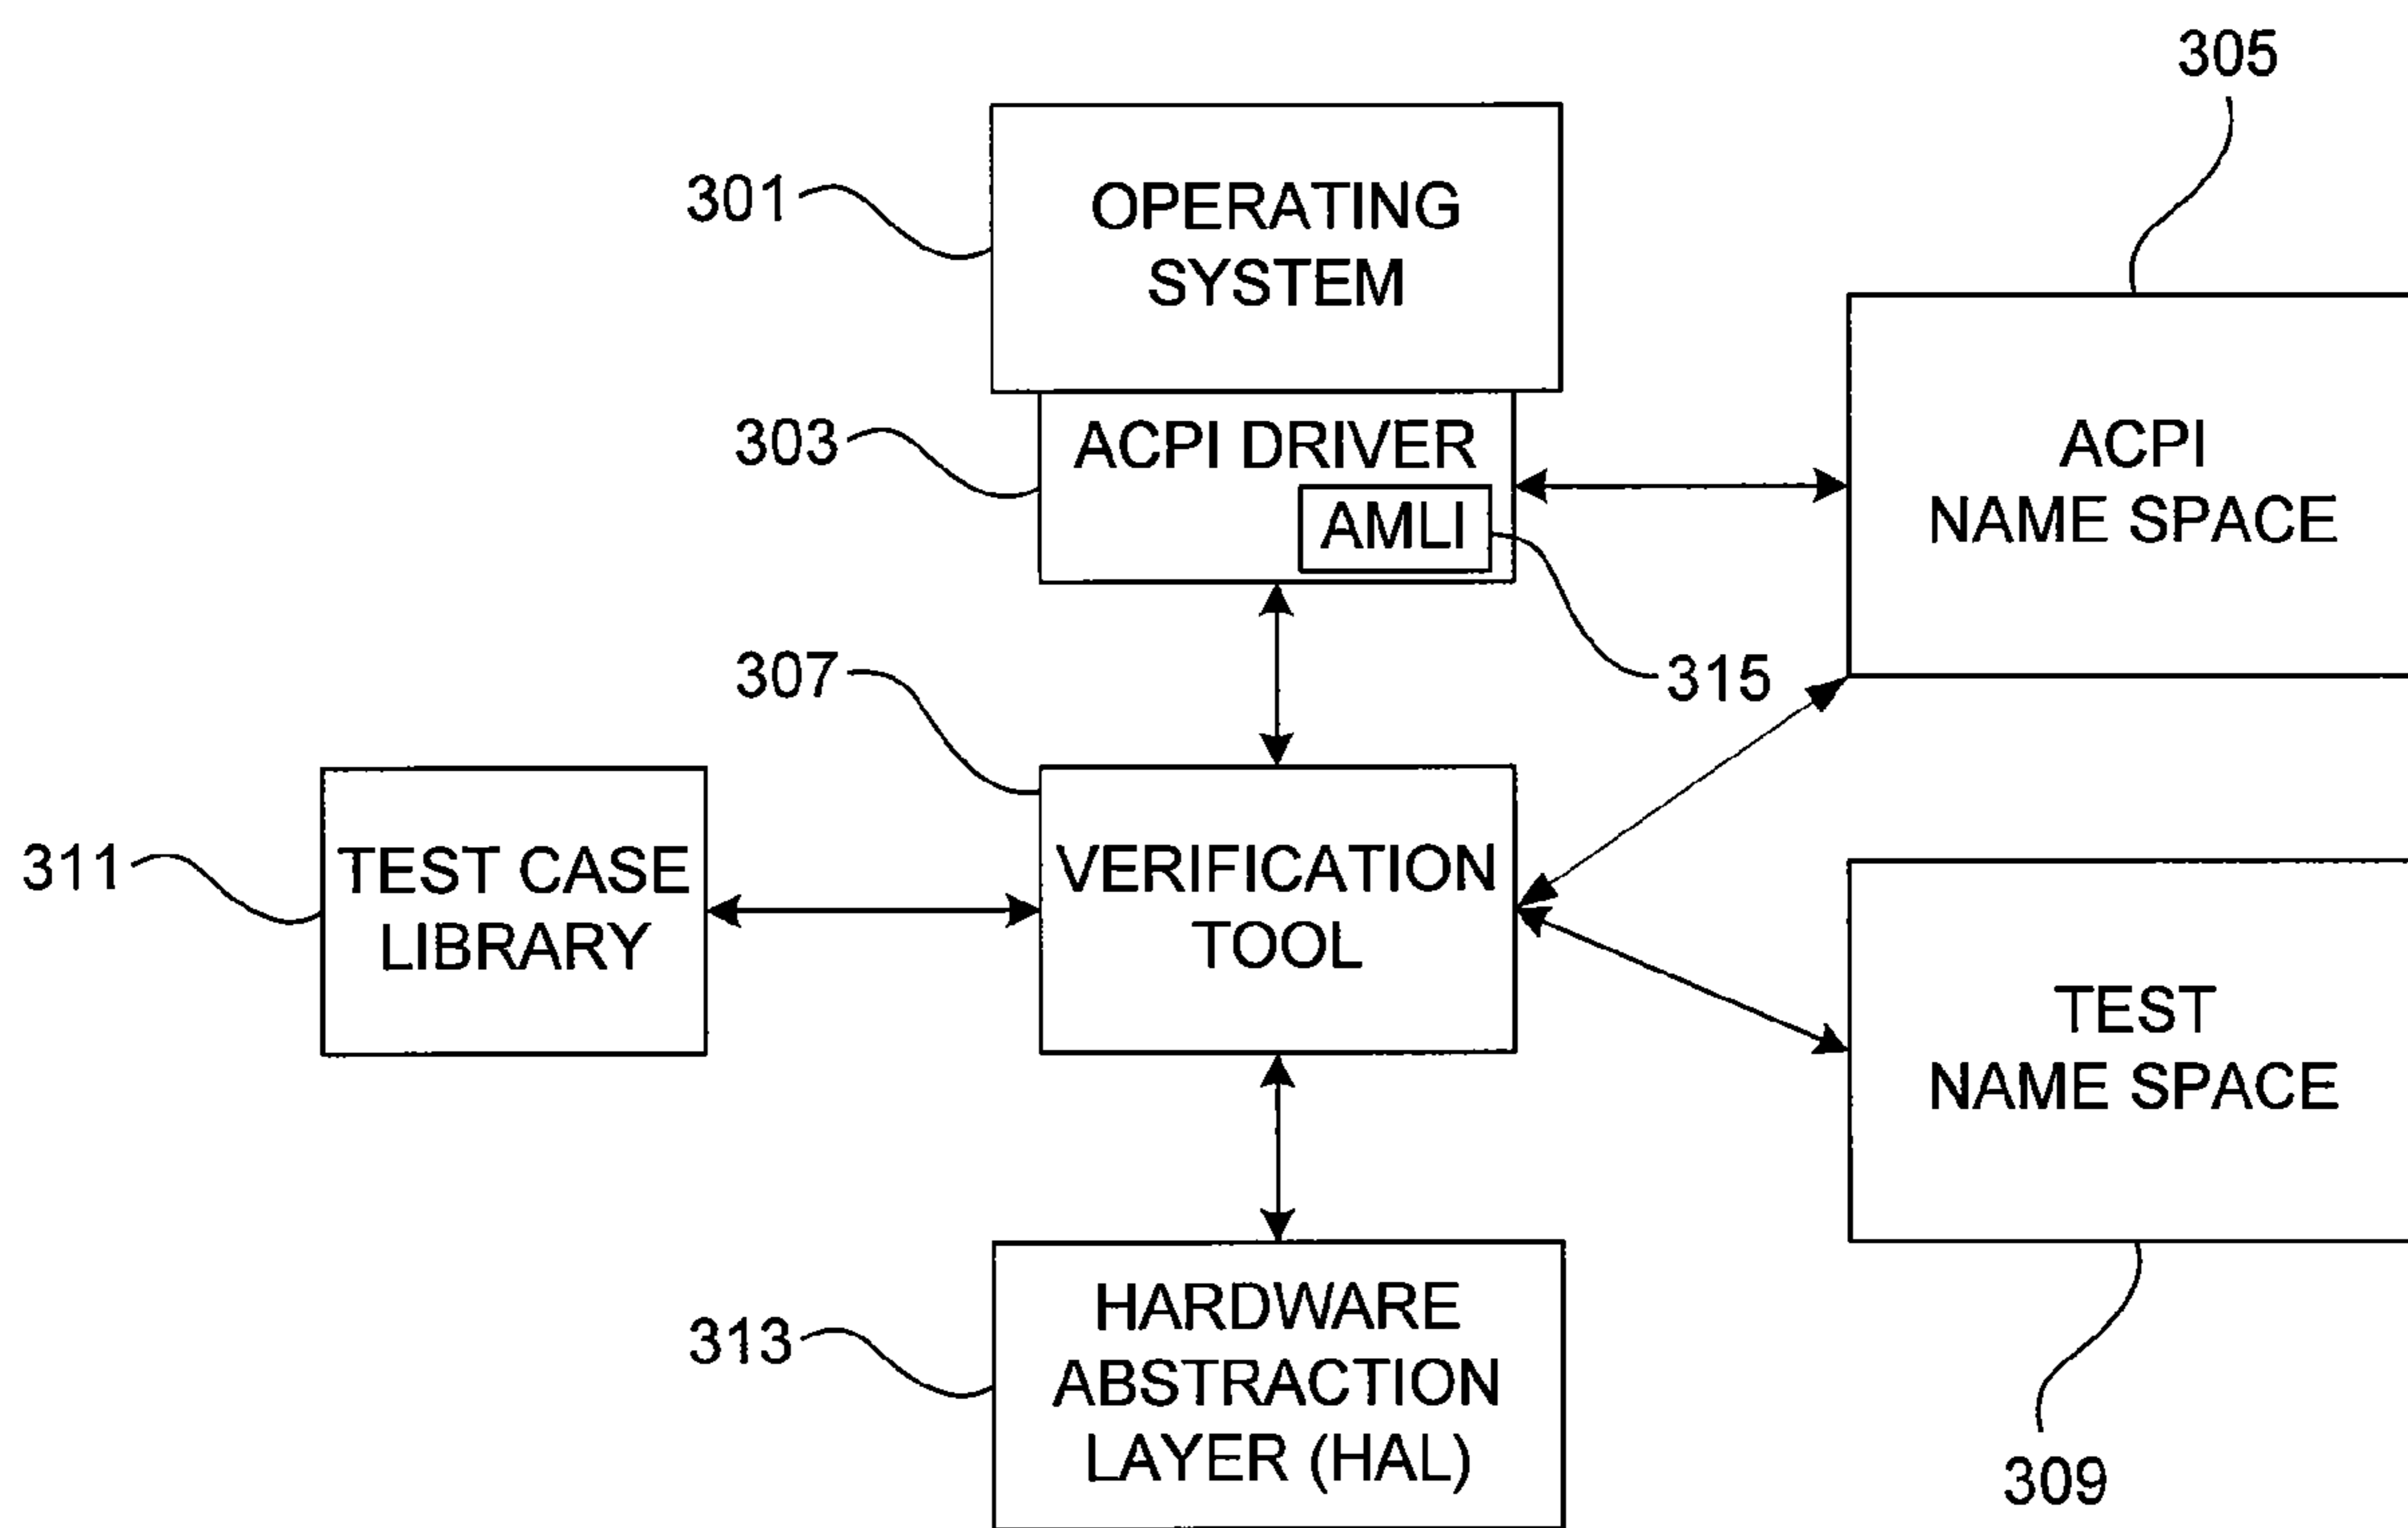 305
301
OPERATING
SYSTEM
303
ACPI DRIVER
AMLI
ACPI
NAME SPACE
315
307
311
TEST CASE
LIBRARY
VERIFICATION
TOOL
TEST
NAME SPACE
313
HARDWARE
ABSTRACTION
LAYER (HAL)
309